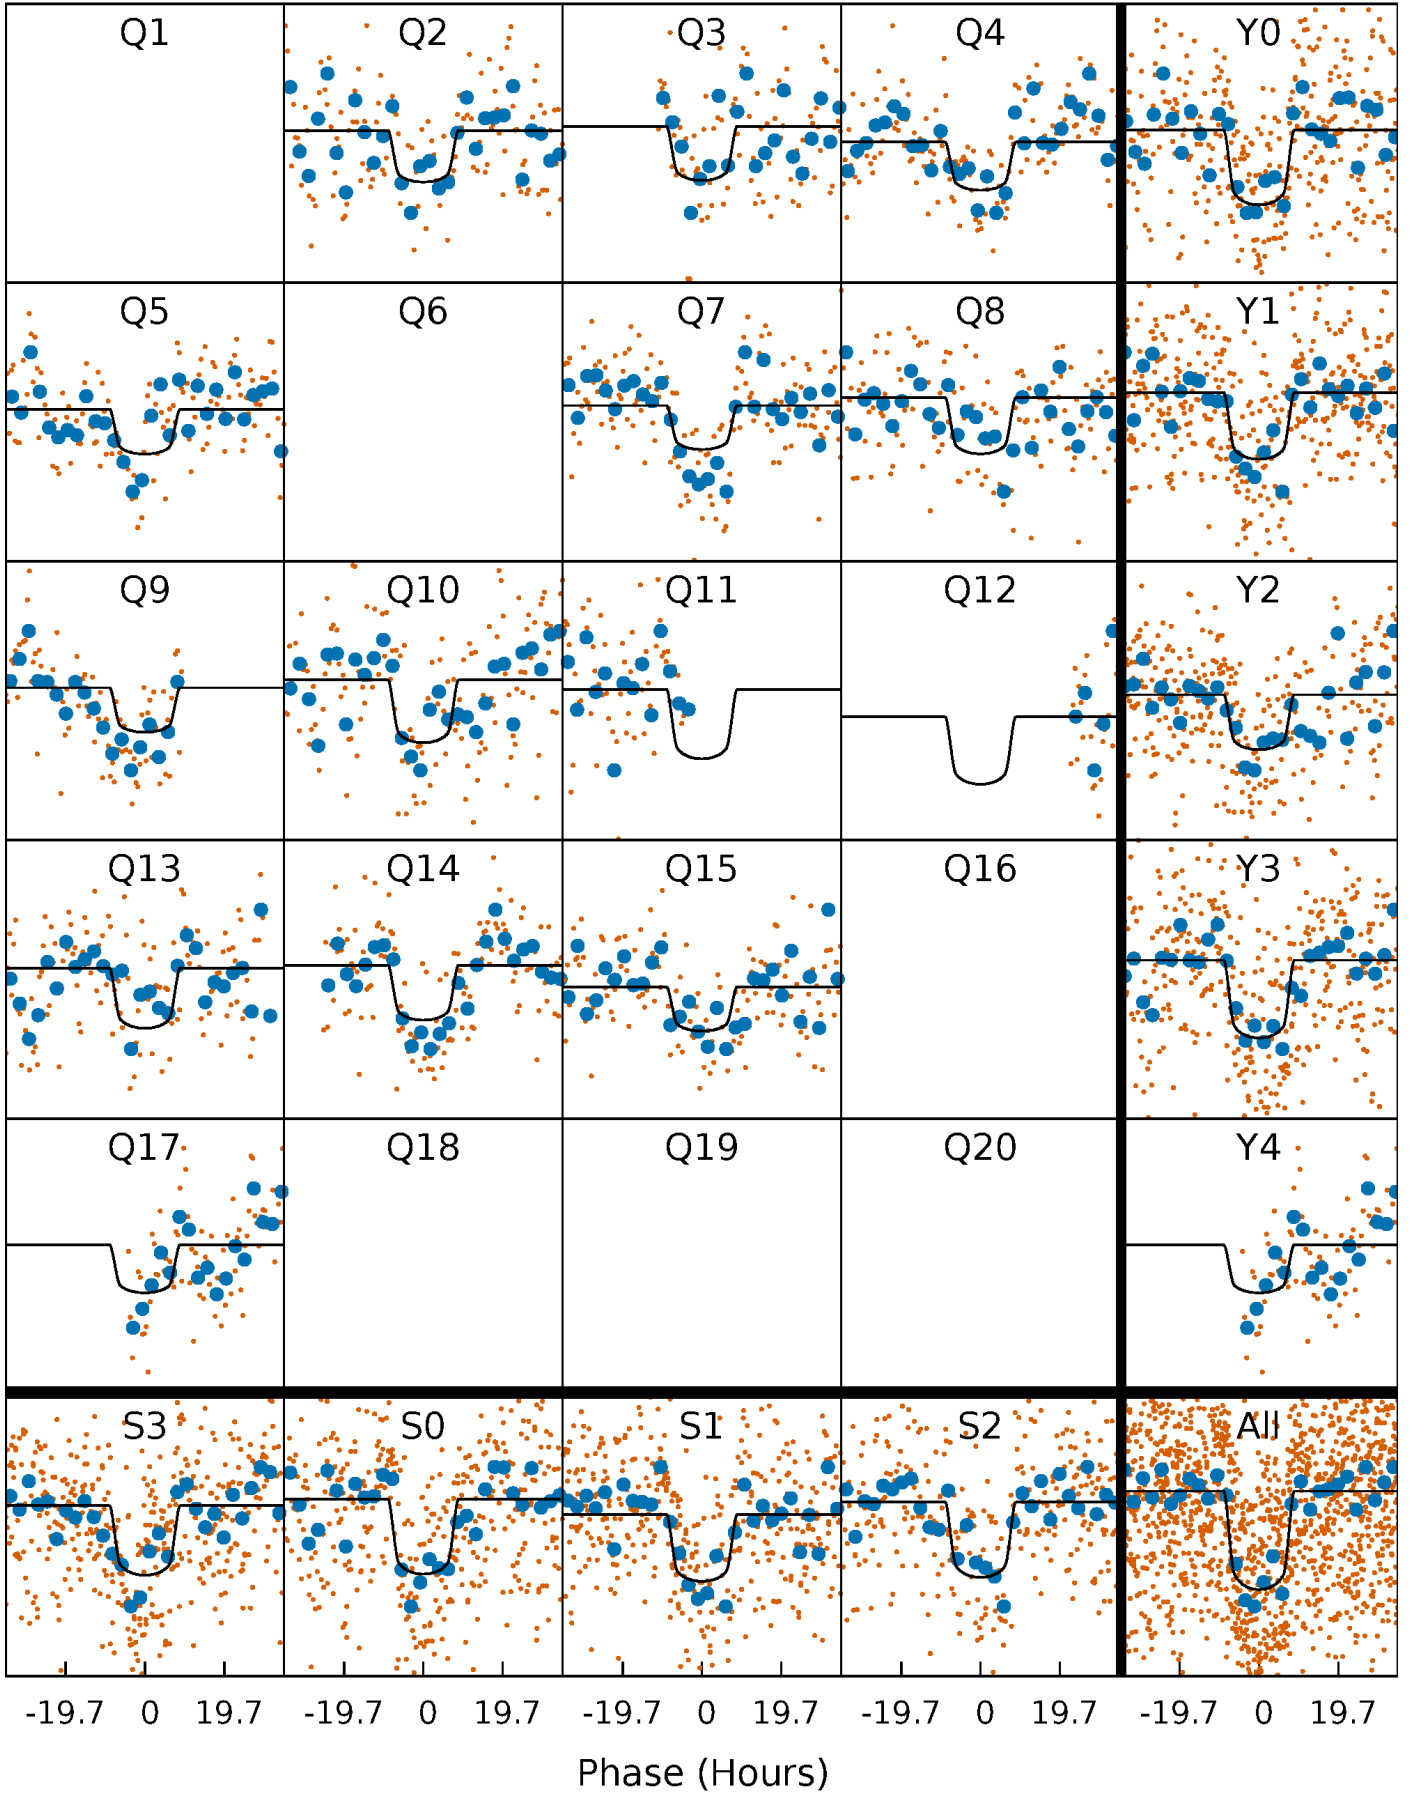 Q1 Q2 Q3 Q4 Y0
Q5 Q6 Q7 Q8 Y1
Q9 Q10 Q11 Q12 Y2
Q13 Q14 Q15 Q16 Y3
Q17 Q18 Q19 Q20 Y4
S3 S0 S1 S2 All
-19.7 0 19.7 -19.7 0 19.7 -19.7 0 19.7 -19.7 0 19.7 -19.7 0 19.7
Phase (Hours)